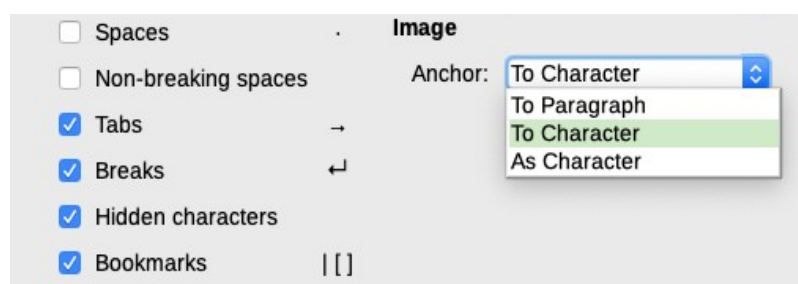 Spaces ·
Non-breaking spaces
Tabs →
Breaks ↵
Hidden characters
Bookmarks |[]
Image
Anchor: To Character
To Paragraph
To Character
As Character